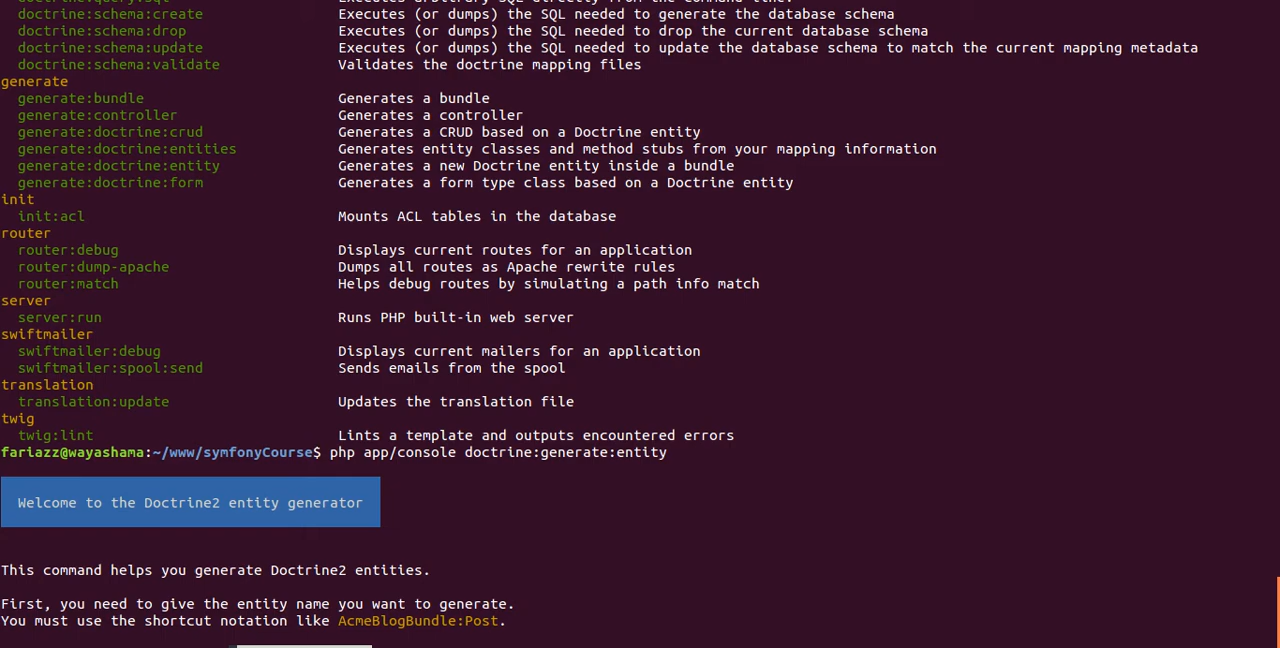 doctrine:query:sql Executes arbitrary SQL directly from the command line.
doctrine:schema:create Executes (or dumps) the SQL needed to generate the database schema
doctrine:schema:drop Executes (or dumps) the SQL needed to drop the current database schema
doctrine:schema:update Executes (or dumps) the SQL needed to update the database schema to match the current mapping metadata
doctrine:schema:validate Validates the doctrine mapping files
generate
generate:bundle Generates a bundle
generate:controller Generates a controller
generate:doctrine:crud Generates a CRUD based on a Doctrine entity
generate:doctrine:entities Generates entity classes and method stubs from your mapping information
generate:doctrine:entity Generates a new Doctrine entity inside a bundle
generate:doctrine:form Generates a form type class based on a Doctrine entity
init
init:acl Mounts ACL tables in the database
router
router:debug Displays current routes for an application
router:dump-apache Dumps all routes as Apache rewrite rules
router:match Helps debug routes by simulating a path info match
server
server:run Runs PHP built-in web server
swiftmailer
swiftmailer:debug Displays current mailers for an application
swiftmailer:spool:send Sends emails from the spool
translation
translation:update Updates the translation file
twig
twig:lint Lints a template and outputs encountered errors
fariazz@wayashama:~/www/symfonyCourse$ php app/console doctrine:generate:entity
Welcome to the Doctrine2 entity generator
This command helps you generate Doctrine2 entities.
First, you need to give the entity name you want to generate.
You must use the shortcut notation like AcmeBlogBundle:Post.